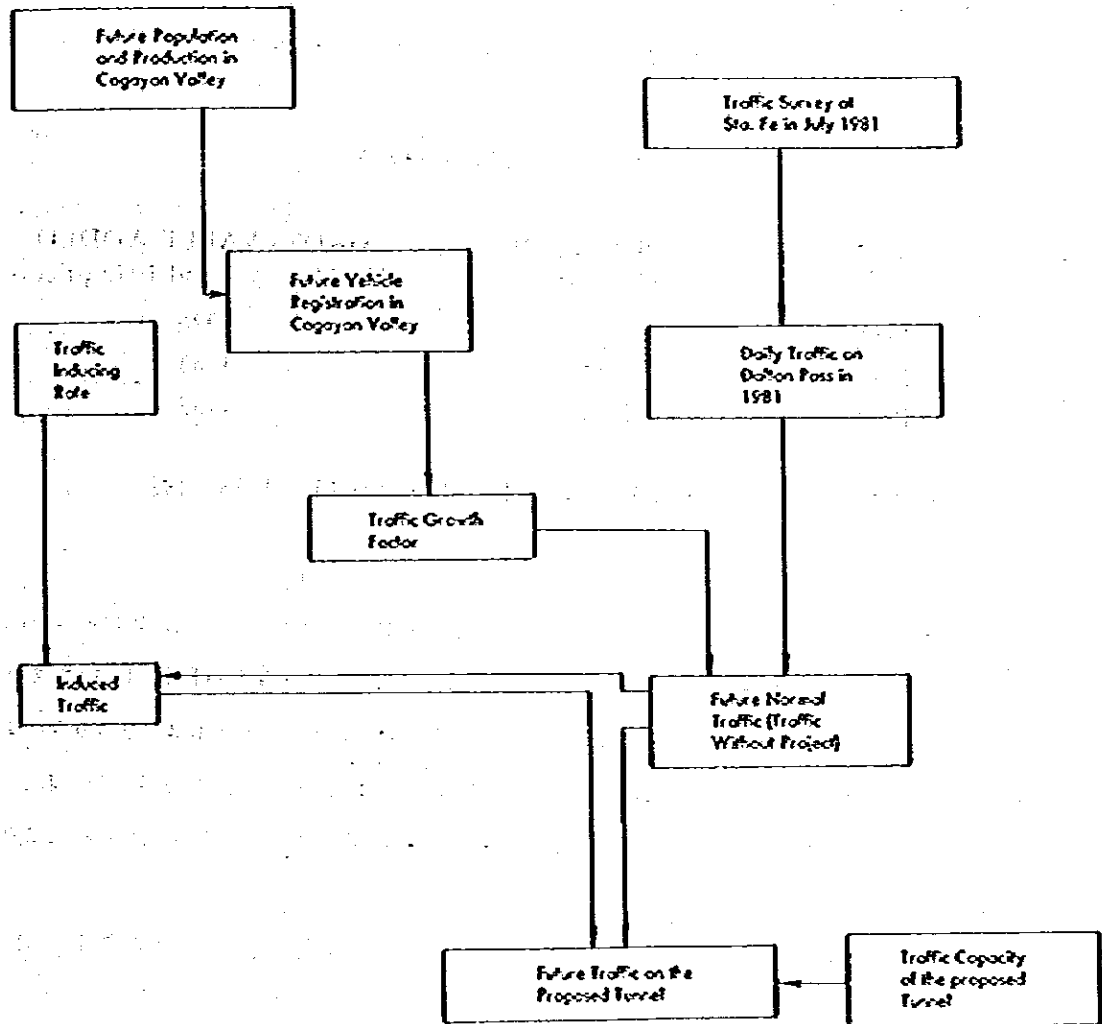 Future Population
and Production in
Cagayan Valley
Traffic Survey at
Sta. Fe in July 1981
Future Vehicle
Registration in
Cagayan Valley
Traffic
Inducing
Rate
Daily Traffic on
Dalton Pass in
1981
Traffic Growth
Factor
Induced
Traffic
Future Normal
Traffic (Traffic
Without Project)
Future Traffic on the
Proposed Tunnel
Traffic Capacity
of the proposed
Tunnel